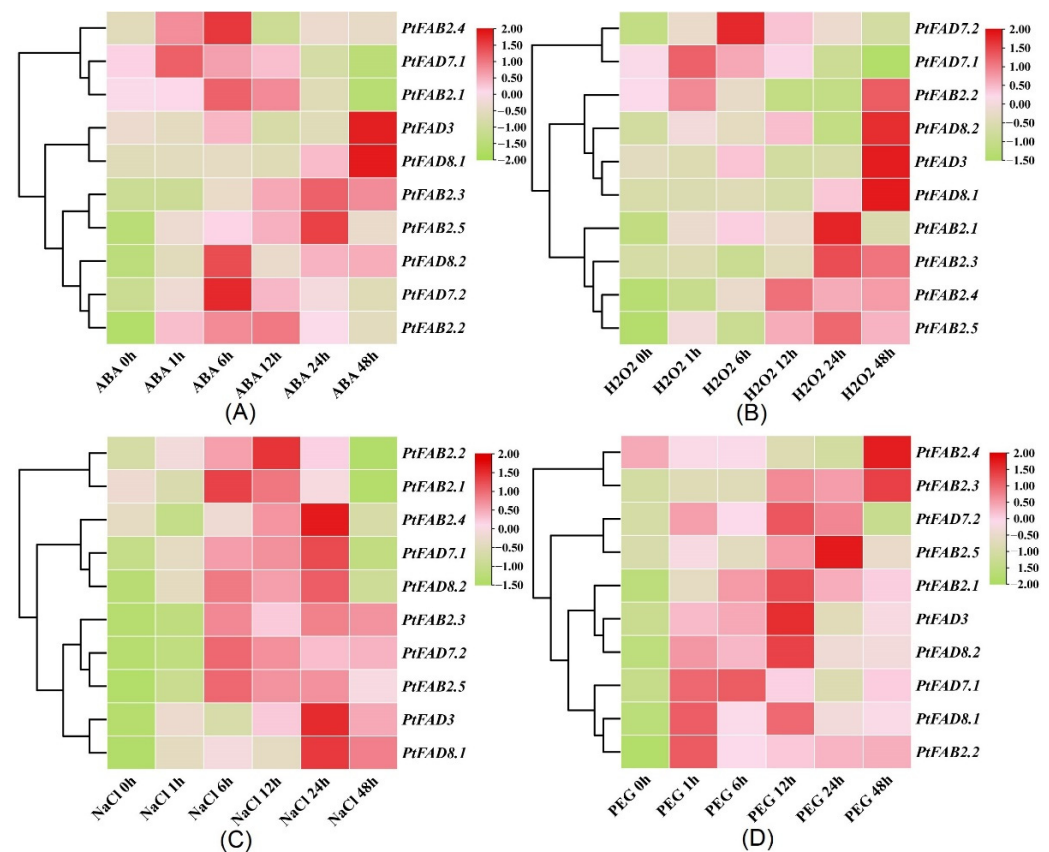 PtFAB2.4
PtFAD7.1
PtFAB2.1
PtFAD3
PtFAD8.1
PtFAB2.3
PtFAB2.5
PtFAD8.2
PtFAD7.2
PtFAB2.2
2.00
1.50
1.00
0.50
0.00
−0.50
−1.00
−1.50
−2.00
ABA 0h
ABA 1h
ABA 6h
ABA 12h
ABA 24h
ABA 48h
(A)
PtFAD7.2
PtFAD7.1
PtFAB2.2
PtFAD8.2
PtFAD3
PtFAD8.1
PtFAB2.1
PtFAB2.3
PtFAB2.4
PtFAB2.5
2.00
1.50
1.00
0.50
0.00
−0.50
−1.00
−1.50
H2O2 0h
H2O2 1h
H2O2 6h
H2O2 12h
H2O2 24h
H2O2 48h
(B)
PtFAB2.2
PtFAB2.1
PtFAB2.4
PtFAD7.1
PtFAD8.2
PtFAB2.3
PtFAD7.2
PtFAB2.5
PtFAD3
PtFAD8.1
2.00
1.50
1.00
0.50
0.00
−0.50
−1.00
−1.50
NaCl 0h
NaCl 1h
NaCl 6h
NaCl 12h
NaCl 24h
NaCl 48h
(C)
PtFAB2.4
PtFAB2.3
PtFAD7.2
PtFAB2.5
PtFAB2.1
PtFAD3
PtFAD8.2
PtFAD7.1
PtFAD8.1
PtFAB2.2
2.00
1.50
1.00
0.50
0.00
−0.50
−1.00
−1.50
−2.00
PEG 0h
PEG 1h
PEG 6h
PEG 12h
PEG 24h
PEG 48h
(D)